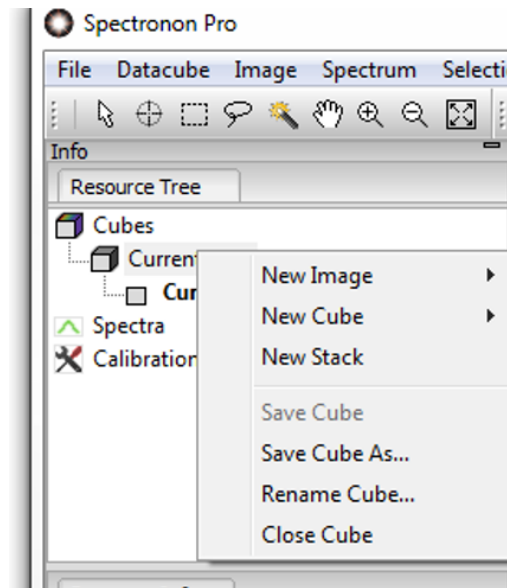 Spectronon Pro
File Datacube Image Spectrum
Info
Resource Tree
Cubes
New Image
New Cube
Spectra
New Stack
Save Cube
Save Cube As...
Rename Cube...
Close Cube